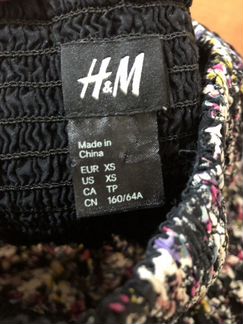 H&M
Made in
China
EUR XS
US XS
CA TP
CN 160/64A